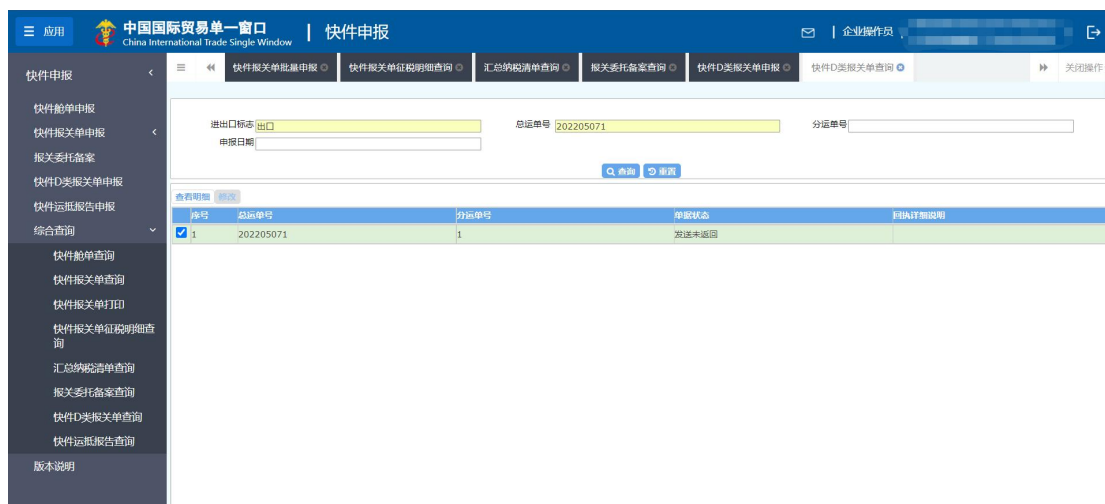 应用
中国国际贸易单一窗口 | 快件申报
China International Trade Single Window
企业操作员
快件申报
快件报关单批量申报
快件报关单征税明细查询
汇总纳税清单查询
报关委托备案查询
快件D类报关单申报
快件D类报关单查询
关闭操作
快件舱单申报
快件报关单申报
报关委托备案
快件D类报关单申报
快件运抵报告申报
综合查询
快件舱单查询
快件报关单查询
快件报关单打印
快件报关单征税明细查
询
汇总纳税清单查询
报关委托备案查询
快件D类报关单查询
快件运抵报告查询
版本说明
进出口标志 出口 总运单号 202205071 分运单号
申报日期
查询 重置
查看明细 修改
序号 总运单号 分运单号 单据状态 回执详细说明
1 202205071 1 发送未返回